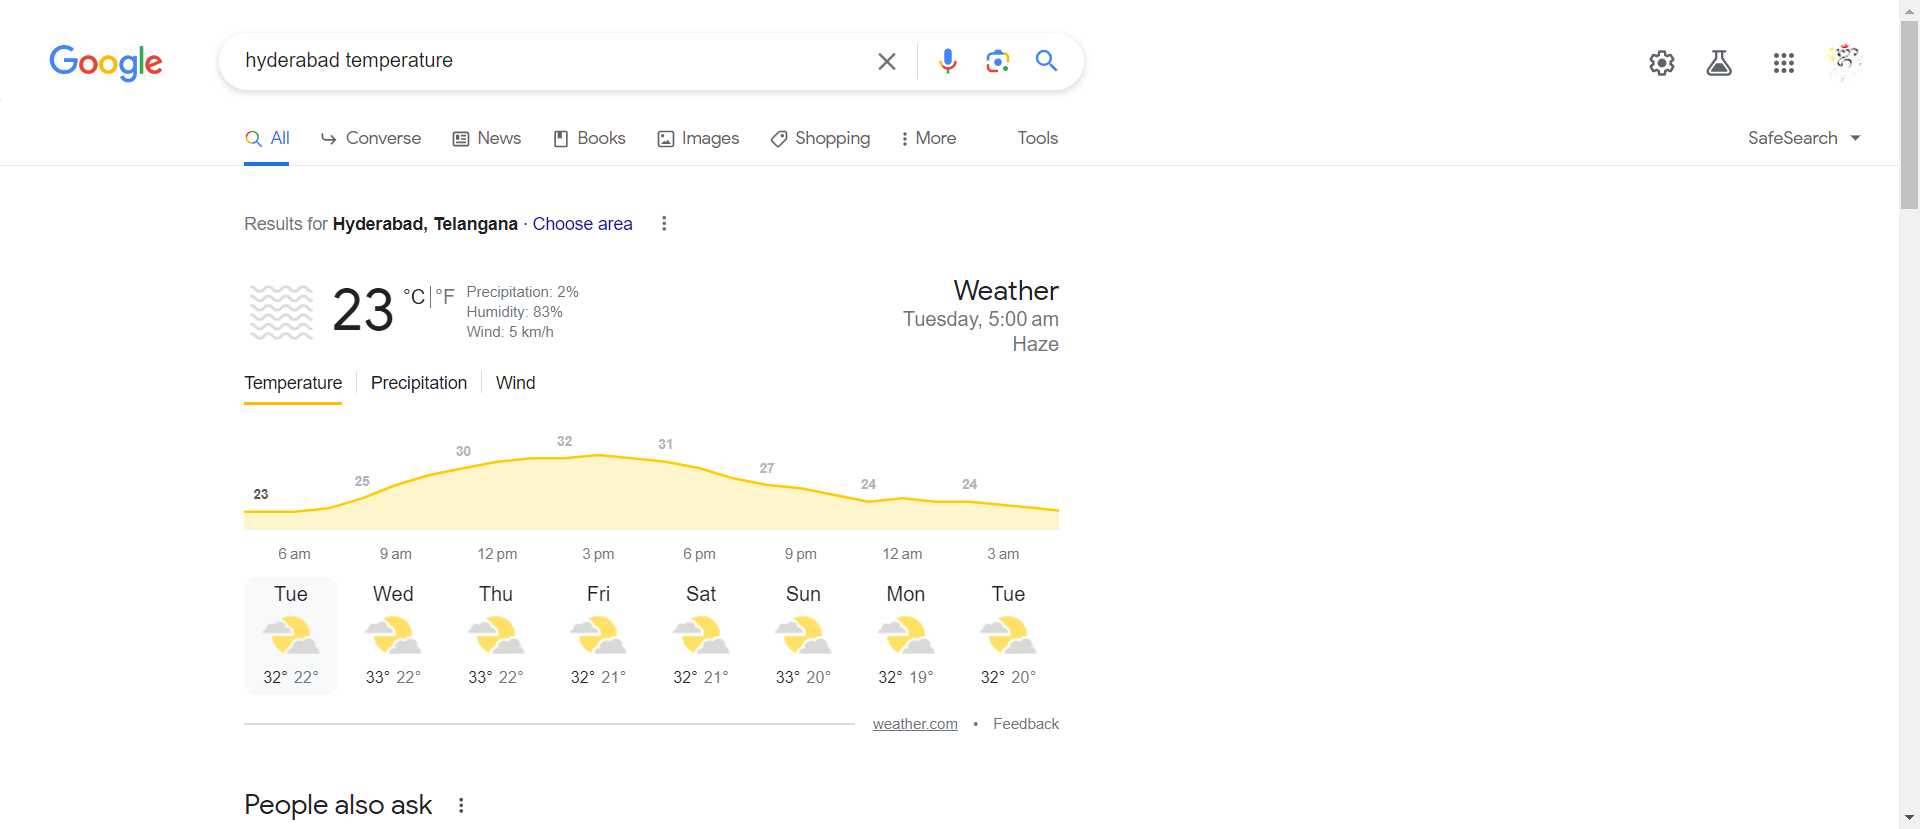 Google
hyderabad temperature
All Converse News Books Images Shopping More Tools SafeSearch
Results for Hyderabad, Telangana · Choose area
23 °C | °F
Precipitation: 2%
Humidity: 83%
Wind: 5 km/h
Weather
Tuesday, 5:00 am
Haze
Temperature Precipitation Wind
23 25 30 32 31 27 24 24
6 am 9 am 12 pm 3 pm 6 pm 9 pm 12 am 3 am
Tue Wed Thu Fri Sat Sun Mon Tue
32° 22° 33° 22° 33° 22° 32° 21° 32° 21° 33° 20° 32° 19° 32° 20°
weather.com • Feedback
People also ask